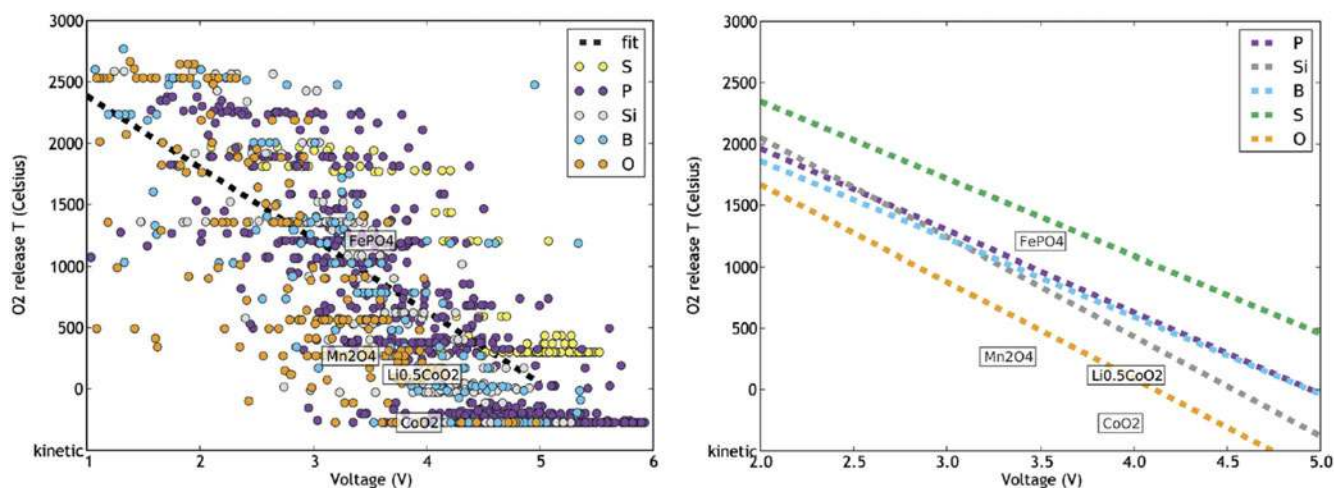 3000
2500
2000
1500
1000
500
0
kinetic
O2 release T (Celsius)
fit
S
P
Si
B
O
FePO4
Mn2O4
Li0.5CoO2
CoO2
1 2 3 4 5 6
Voltage (V)
3000
2500
2000
1500
1000
500
0
kinetic
O2 release T (Celsius)
P
Si
B
S
O
FePO4
Mn2O4
Li0.5CoO2
CoO2
2.0 2.5 3.0 3.5 4.0 4.5 5.0
Voltage (V)